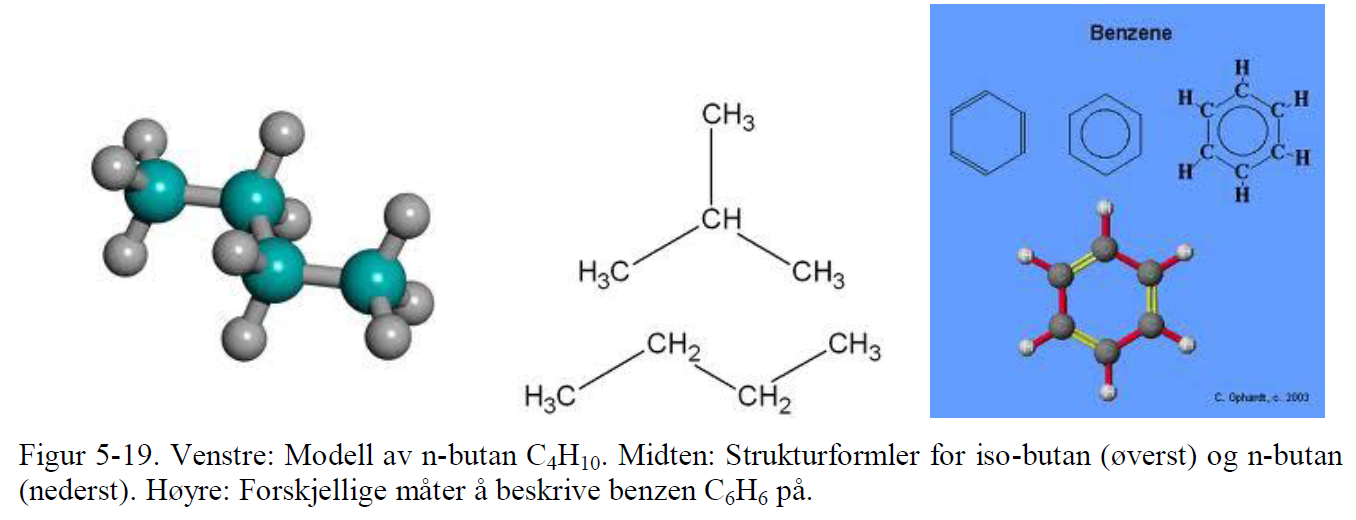 CH₃
CH
H₃C
CH₃
CH₂
CH₃
H₃C
CH₂
Benzene
H
H
C
H
C
C
C
C
H
C
H
H
C. Ophardt, c. 2003
Figur 5-19. Venstre: Modell av n-butan C₄H₁₀. Midten: Strukturformler for iso-butan (øverst) og n-butan
(nederst). Høyre: Forskjellige måter å beskrive benzen C₆H₆ på.